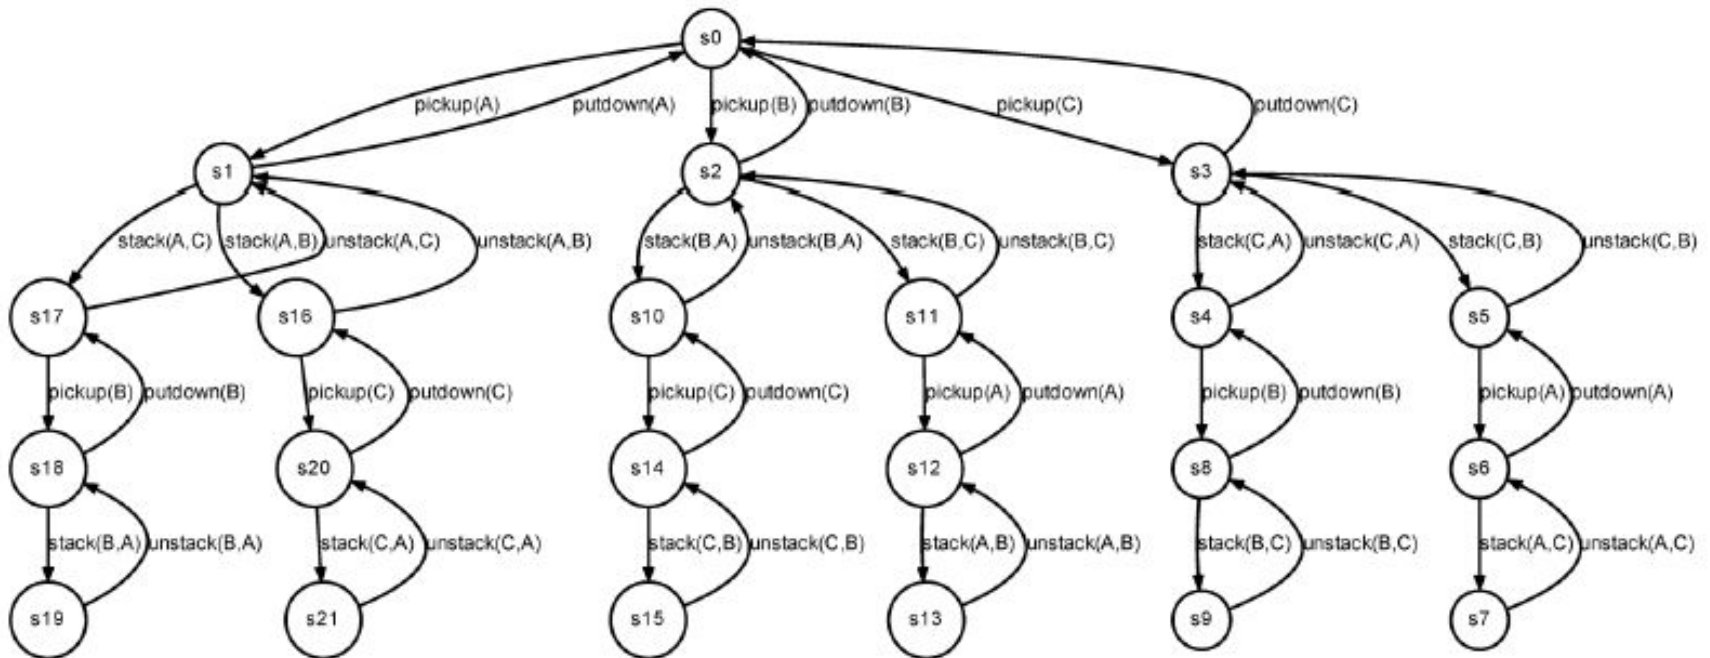 s0
pickup(A) putdown(A) pickup(B) putdown(B) pickup(C) putdown(C)
s1 s2 s3
stack(A,C) stack(A,B) unstack(A,C) unstack(A,B) stack(B,A) unstack(B,A) stack(B,C) unstack(B,C) stack(C,A) unstack(C,A) stack(C,B) unstack(C,B)
s17 s16 s10 s11 s4 s5
pickup(B) putdown(B) pickup(C) putdown(C) pickup(C) putdown(C) pickup(A) putdown(A) pickup(B) putdown(B) pickup(A) putdown(A)
s18 s20 s14 s12 s8 s6
stack(B,A) unstack(B,A) stack(C,A) unstack(C,A) stack(C,B) unstack(C,B) stack(A,B) unstack(A,B) stack(B,C) unstack(B,C) stack(A,C) unstack(A,C)
s19 s21 s15 s13 s9 s7